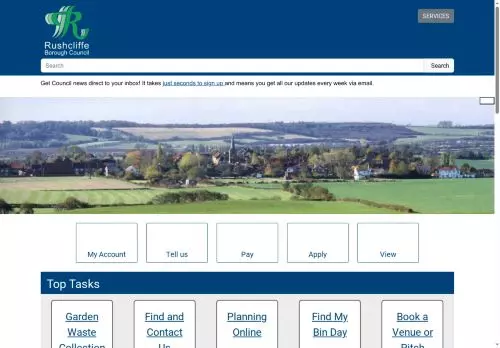 SERVICES
Rushcliffe
Borough Council
Search Search
Get Council news direct to your inbox! It takes just seconds to sign up and means you get all our updates every week via email.
My Account Tell us Pay Apply View
Top Tasks
Garden Find and Planning Find My Book a
Waste Contact Online Bin Day Venue or
Collection Us Pitch